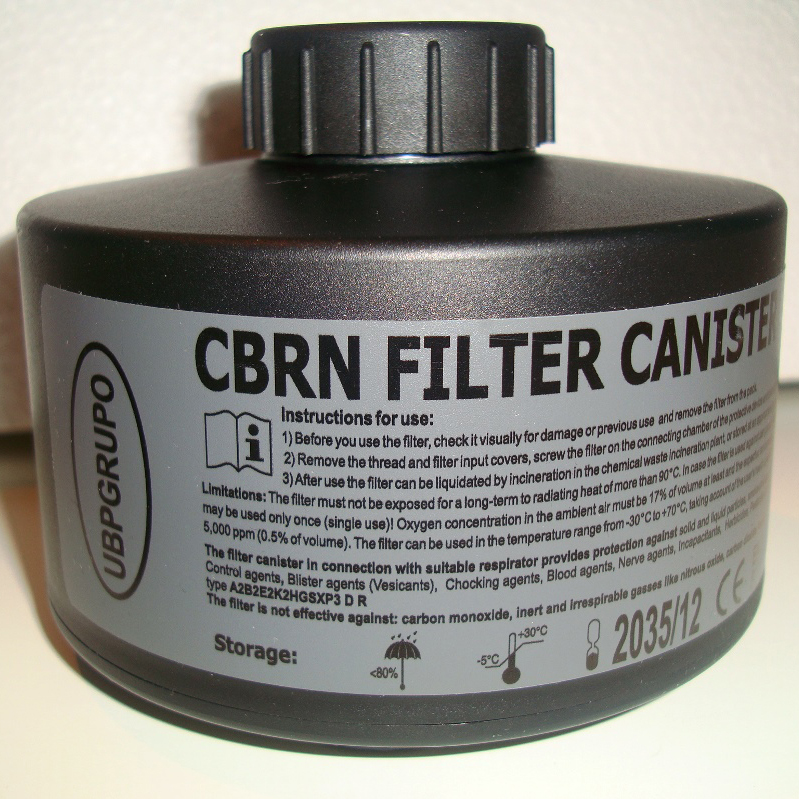 CBRN FILTER CANISTER
UBPGRUPO
i
Instructions for use:
1) Before you use the filter, check it visually for damage or previous use and remove the filter from the pack.
2) Remove the thread and filter input covers, screw the filter on the connecting chamber of the protective
3) After use the filter can be liquidated by incineration in the chemical waste incineration plant, or stored at
Limitations: The filter must not be exposed for a long-term to radiating heat of more than 90°C. In case the filter is used against
may be used only once (single use)! Oxygen concentration in the ambient air must be 17% of volume at least and the
5,000 ppm (0.5% of volume). The filter can be used in the temperature range from -30°C to +70°C, taking account of the
The filter canister in connection with suitable respirator provides protection against solid and liquid particles,
Control agents, Blister agents (Vesicants), Chocking agents, Blood agents, Nerve agents, Incapacitants, Herbicides,
type A2B2E2K2HGSXP3 D R
The filter is not effective against: carbon monoxide, inert and irrespirable gasses like nitrous oxide, carbon
Storage:
<80%
-5°C
+30°C
2035/12
CE